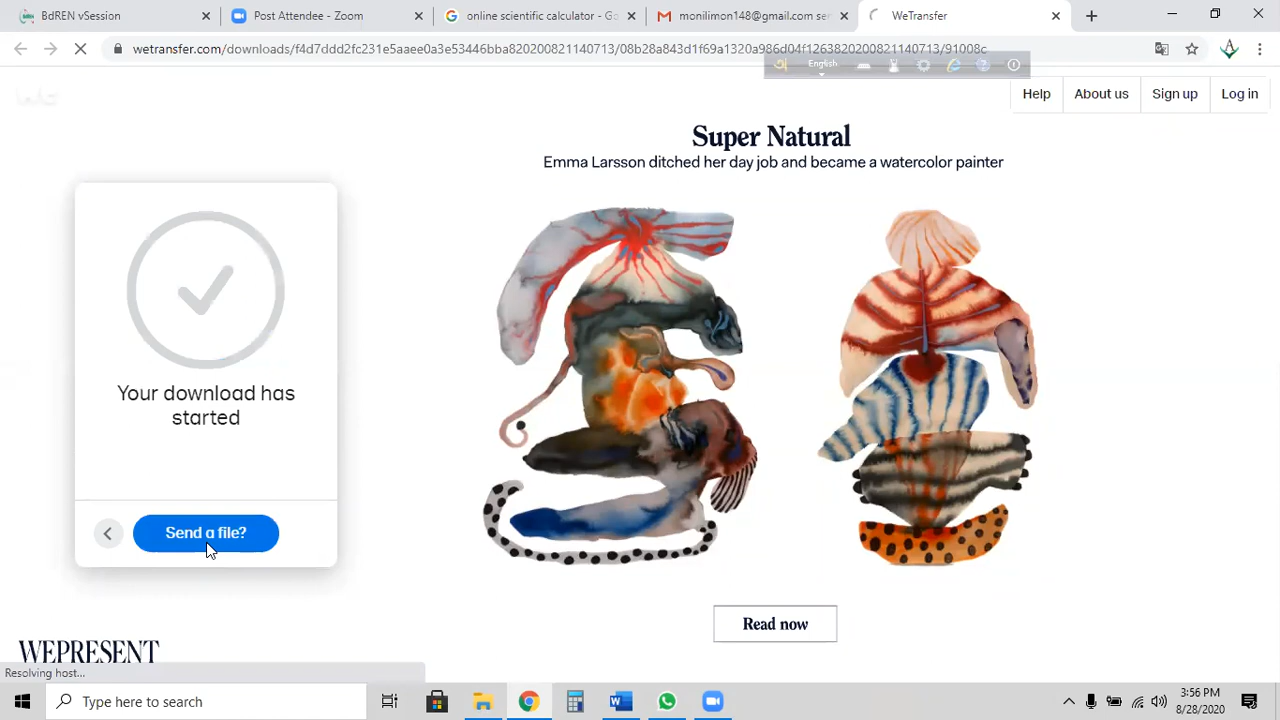 BdREN vSession
Post Attendee - Zoom
online scientific calculator - Go
monilimon148@gmail.com ser
WeTransfer
wetransfer.com/downloads/f4d7ddd2fc231e5aaee0a3e53446bba820200821140713/08b28a843d1f69a1320a986d04f1263820200821140713/91008c
English
Help
About us
Sign up
Log in
Super Natural
Emma Larsson ditched her day job and became a watercolor painter
Your download has
started
Send a file?
Read now
WEPRESENT
Resolving host...
Type here to search
3:56 PM
8/28/2020